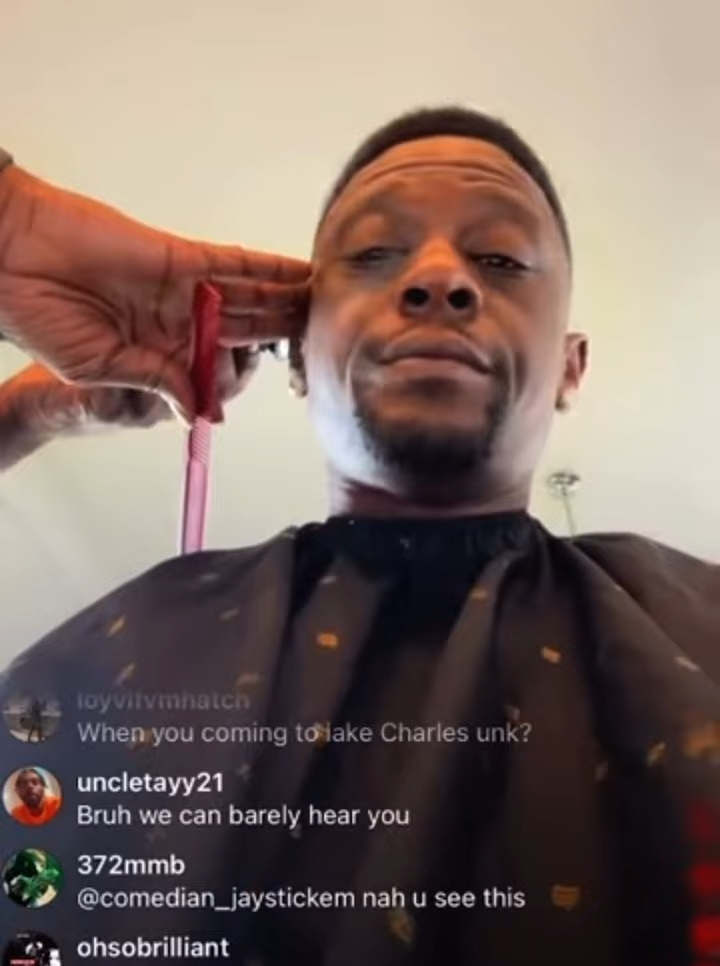 When you coming to lake Charles unk?
uncletayy21
Bruh we can barely hear you
372mmb
@comedian_jaystickem nah u see this
ohsobrilliant